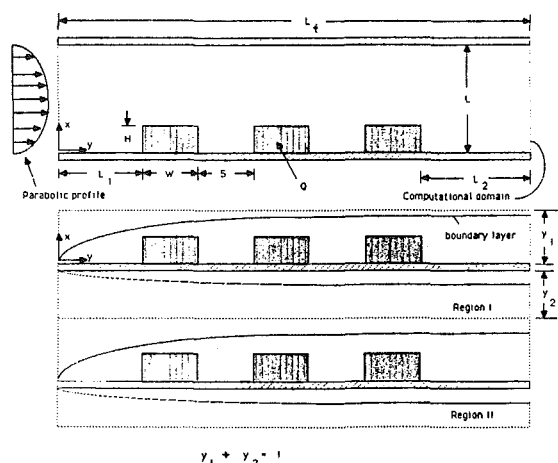 L_t
x
y
H
L
L_1
W
S
Q
L_2
Parabolic profile
Computational domain
x
y
boundary layer
y_1
y_2
Region I
Region II
y_1 + y_2 = 1